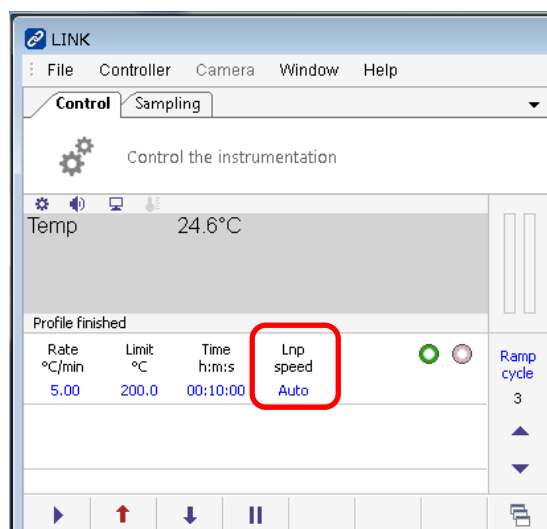 LINK
File Controller Camera Window Help
Control Sampling
Control the instrumentation
Temp 24.6°C
Profile finished
Rate Limit Time Lnp
°C/min °C h:m:s speed
5.00 200.0 00:10:00 Auto
Ramp
cycle
3